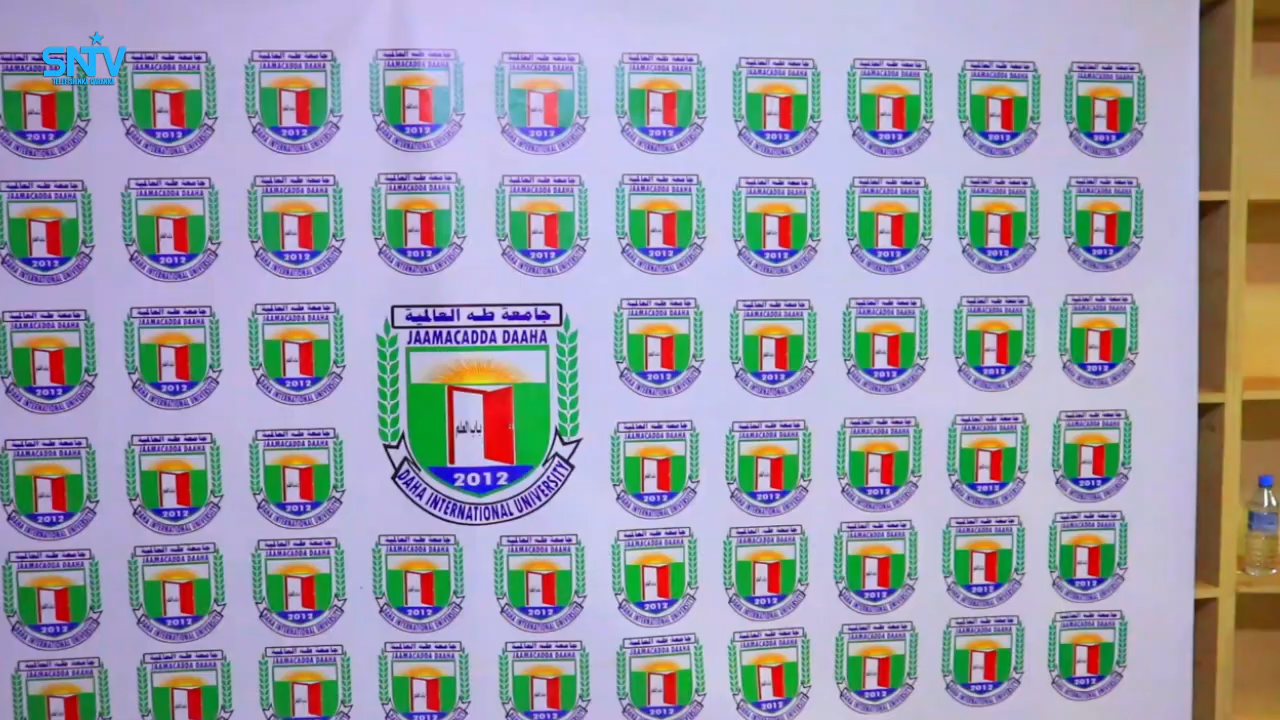 SNTV
جامعة طه العالمية
JAAMACADDA DAAHA
باب العلم
2012
DAHA INTERNATIONAL UNIVERSITY